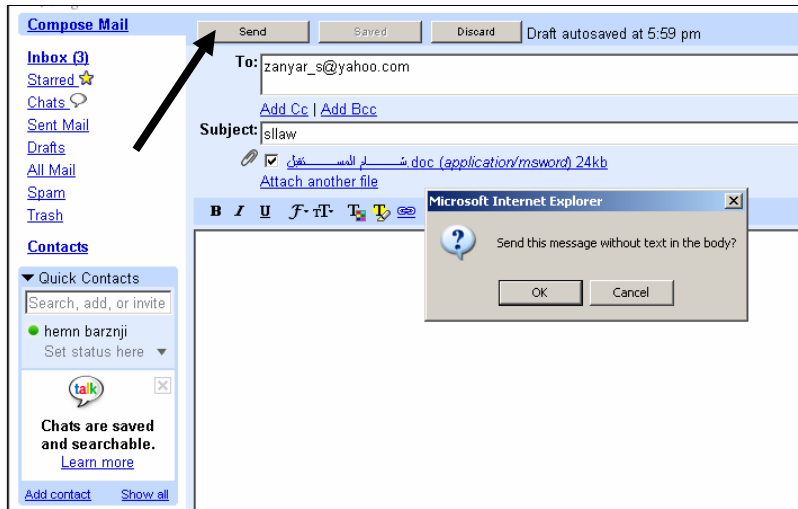 Compose Mail
Send Saved Discard Draft autosaved at 5:59 pm
Inbox (3)
Starred
Chats
Sent Mail
Drafts
All Mail
Spam
Trash
Contacts
To: zanyar_s@yahoo.com
Add Cc | Add Bcc
Subject: sllaw
.doc (application/msword) 24kb
Attach another file
B I U
Microsoft Internet Explorer
Send this message without text in the body?
OK Cancel
Quick Contacts
Search, add, or invite
hemn barznji
Set status here
talk
Chats are saved
and searchable.
Learn more
Add contact Show all